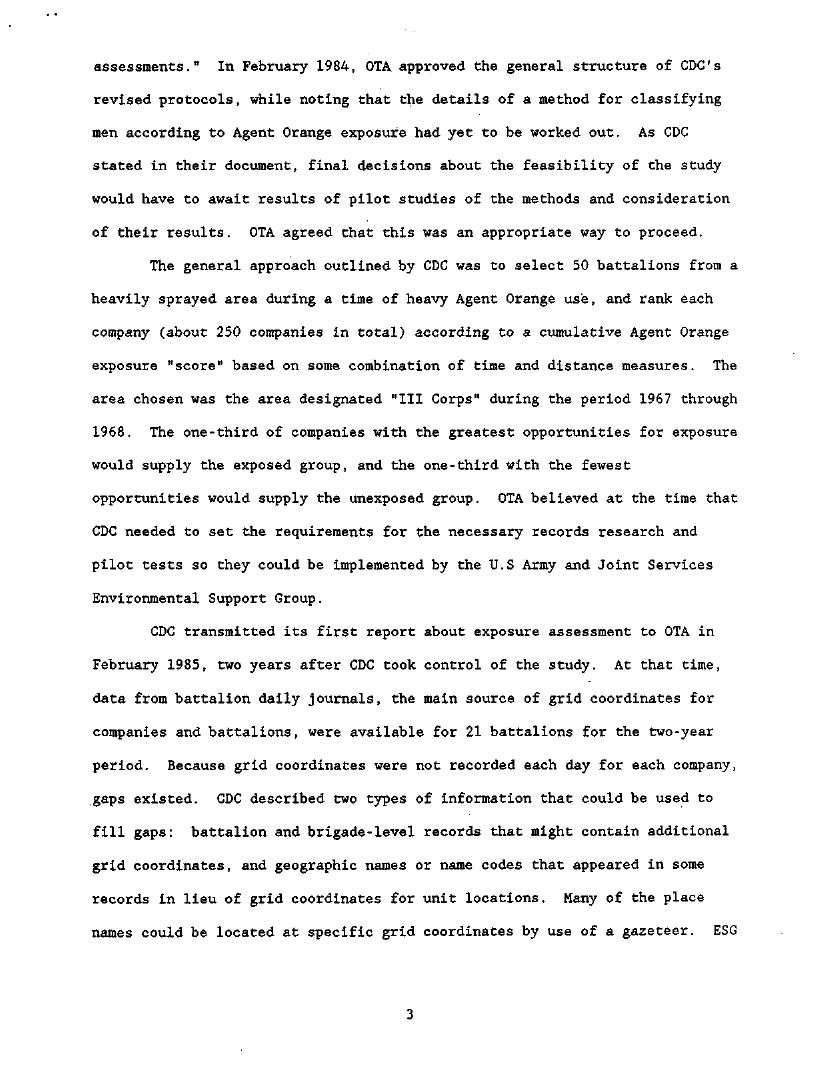 assessments." In February 1984, OTA approved the general structure of CDC's
revised protocols, while noting that the details of a method for classifying
men according to Agent Orange exposure had yet to be worked out. As CDC
stated in their document, final decisions about the feasibility of the study
would have to await results of pilot studies of the methods and consideration
of their results. OTA agreed that this was an appropriate way to proceed.
The general approach outlined by CDC was to select 50 battalions from a
heavily sprayed area during a time of heavy Agent Orange use, and rank each
company (about 250 companies in total) according to a cumulative Agent Orange
exposure "score" based on some combination of time and distance measures. The
area chosen was the area designated "III Corps" during the period 1967 through
1968. The one-third of companies with the greatest opportunities for exposure
would supply the exposed group, and the one-third with the fewest
opportunities would supply the unexposed group. OTA believed at the time that
CDC needed to set the requirements for the necessary records research and
pilot tests so they could be implemented by the U.S Army and Joint Services
Environmental Support Group.
CDC transmitted its first report about exposure assessment to OTA in
February 1985, two years after CDC took control of the study. At that time,
data from battalion daily journals, the main source of grid coordinates for
companies and battalions, were available for 21 battalions for the two-year
period. Because grid coordinates were not recorded each day for each company,
gaps existed. CDC described two types of information that could be used to
fill gaps: battalion and brigade-level records that might contain additional
grid coordinates, and geographic names or name codes that appeared in some
records in lieu of grid coordinates for unit locations. Many of the place
names could be located at specific grid coordinates by use of a gazeteer. ESG
3